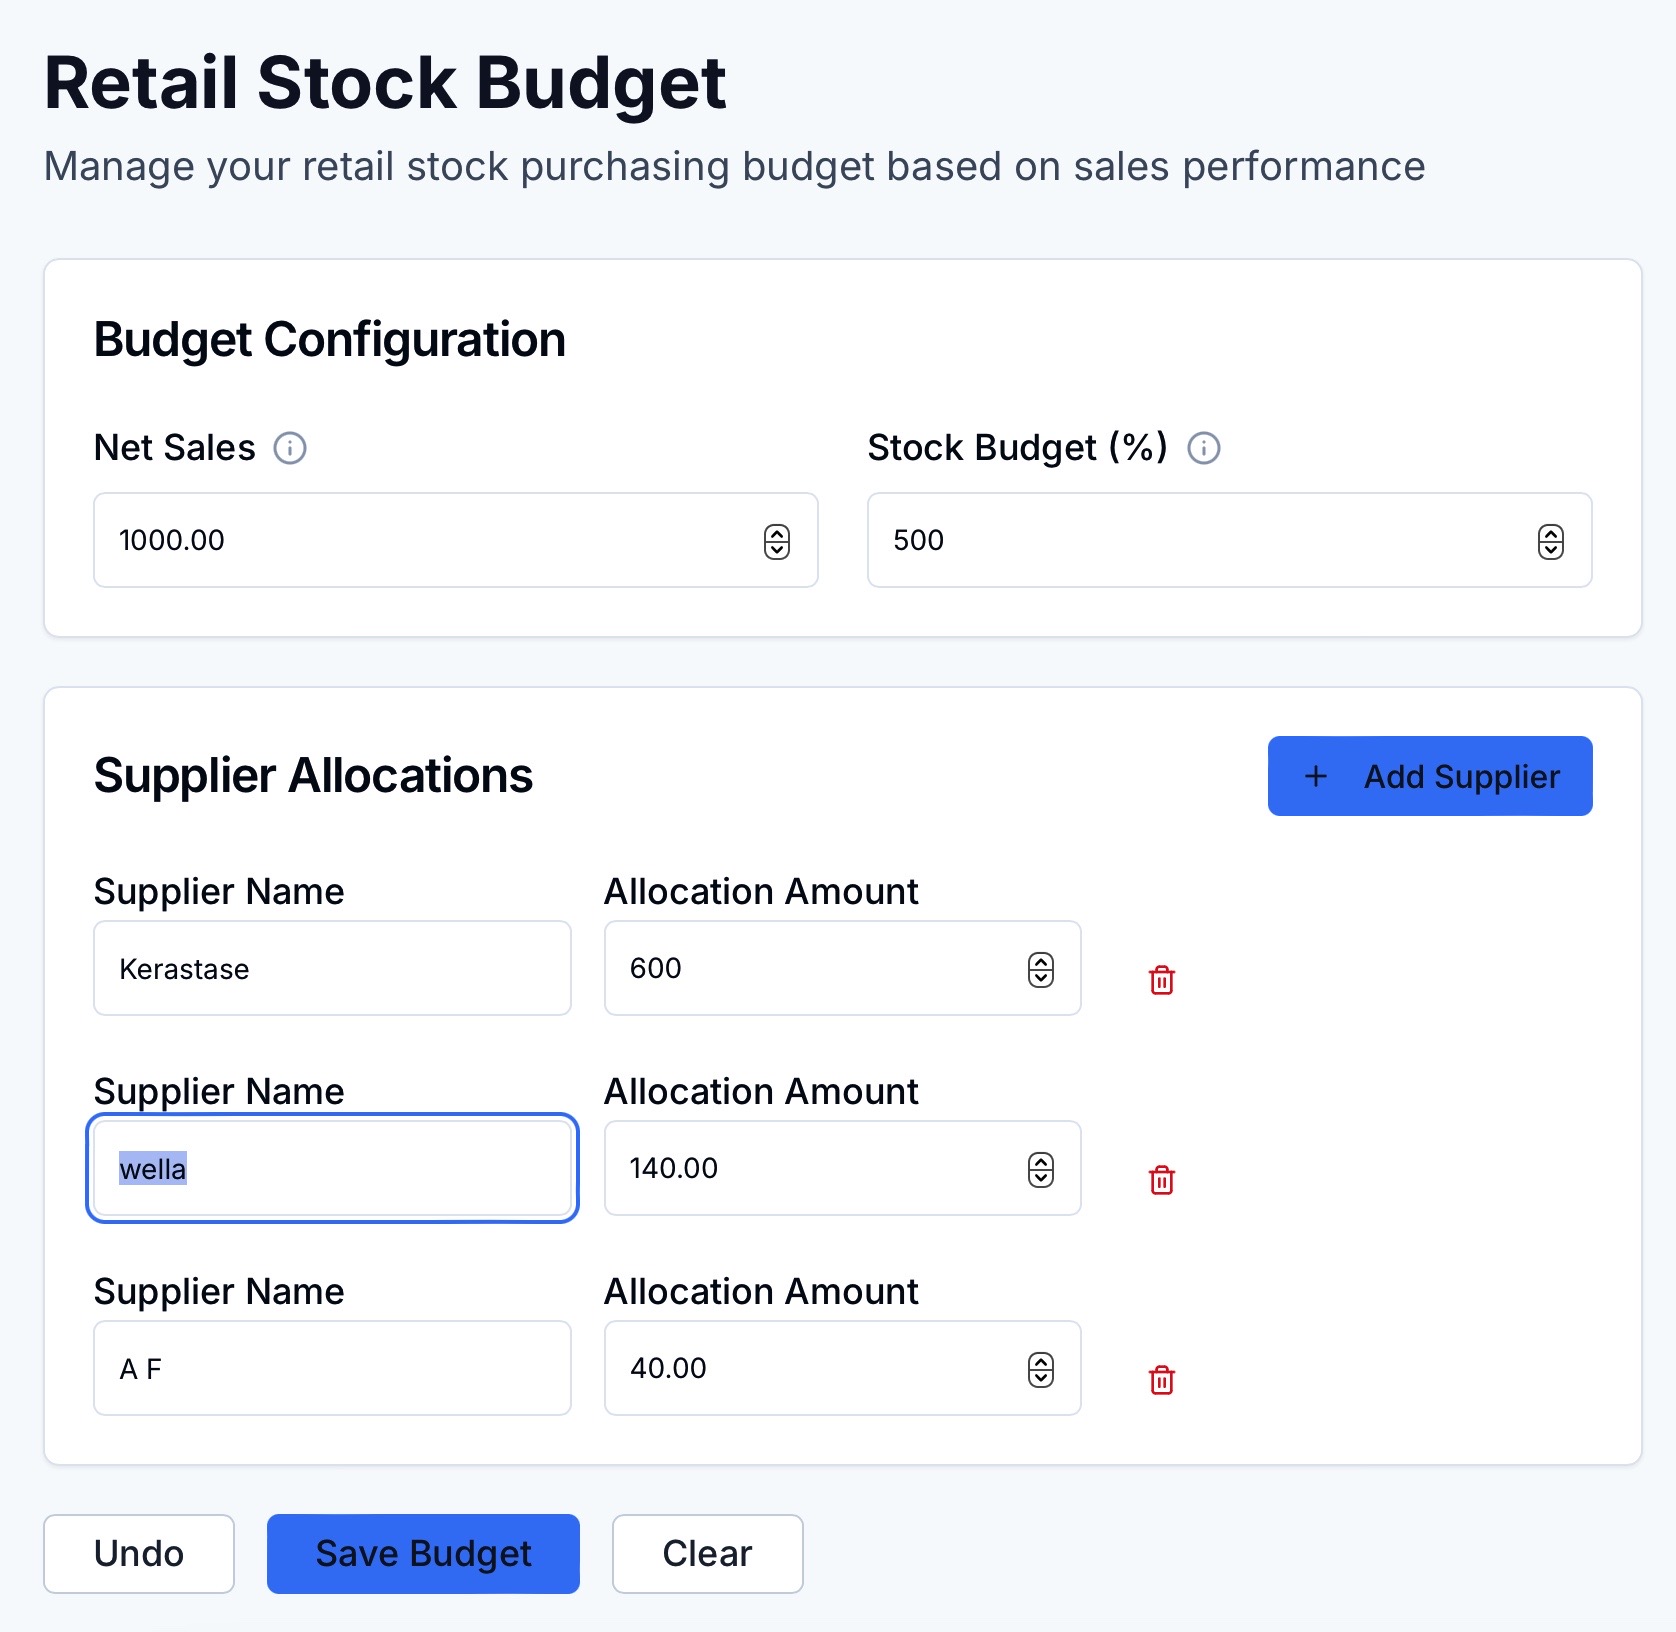 Retail Stock Budget
Manage your retail stock purchasing budget based on sales performance
Budget Configuration
Net Sales
Stock Budget (%)
1000.00
500
Supplier Allocations
+ Add Supplier
Supplier Name
Allocation Amount
Kerastase
600
Supplier Name
Allocation Amount
wella
140.00
Supplier Name
Allocation Amount
A F
40.00
Undo
Save Budget
Clear